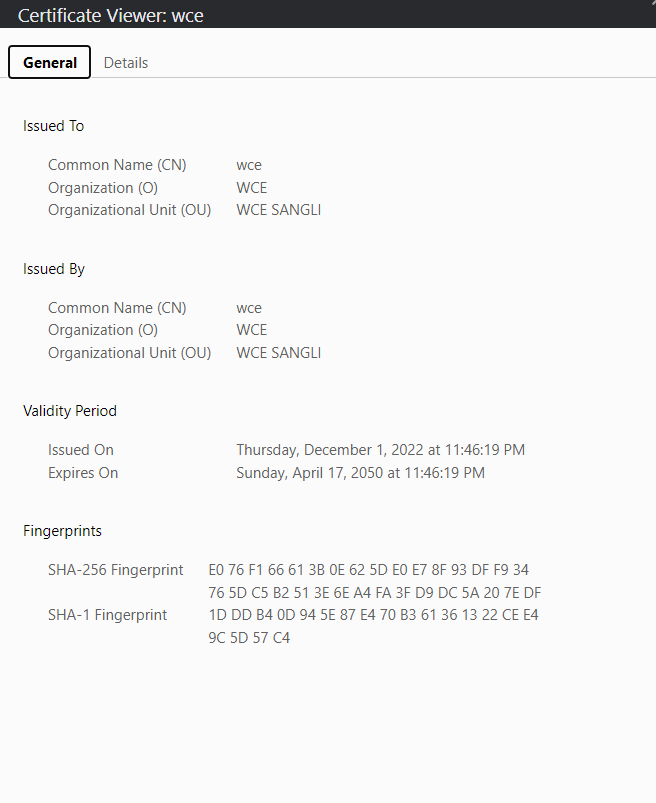 Certificate Viewer: wce
General Details
Issued To
Common Name (CN) wce
Organization (O) WCE
Organizational Unit (OU) WCE SANGLI
Issued By
Common Name (CN) wce
Organization (O) WCE
Organizational Unit (OU) WCE SANGLI
Validity Period
Issued On Thursday, December 1, 2022 at 11:46:19 PM
Expires On Sunday, April 17, 2050 at 11:46:19 PM
Fingerprints
SHA-256 Fingerprint E0 76 F1 66 61 3B 0E 62 5D E0 E7 8F 93 DF F9 34
76 5D C5 B2 51 3E 6E A4 FA 3F D9 DC 5A 20 7E DF
SHA-1 Fingerprint 1D DD B4 0D 94 5E 87 E4 70 B3 61 36 13 22 CE E4
9C 5D 57 C4